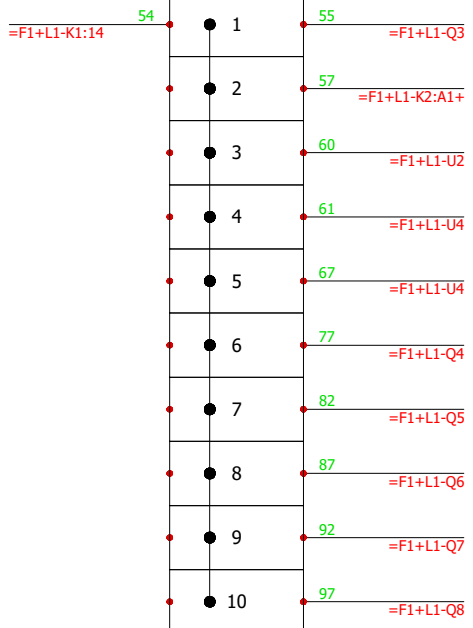 54 1 55
=F1+L1-K1:14 =F1+L1-Q3
2 57
=F1+L1-K2:A1+
3 60
=F1+L1-U2
4 61
=F1+L1-U4
5 67
=F1+L1-U4
6 77
=F1+L1-Q4
7 82
=F1+L1-Q5
8 87
=F1+L1-Q6
9 92
=F1+L1-Q7
10 97
=F1+L1-Q8